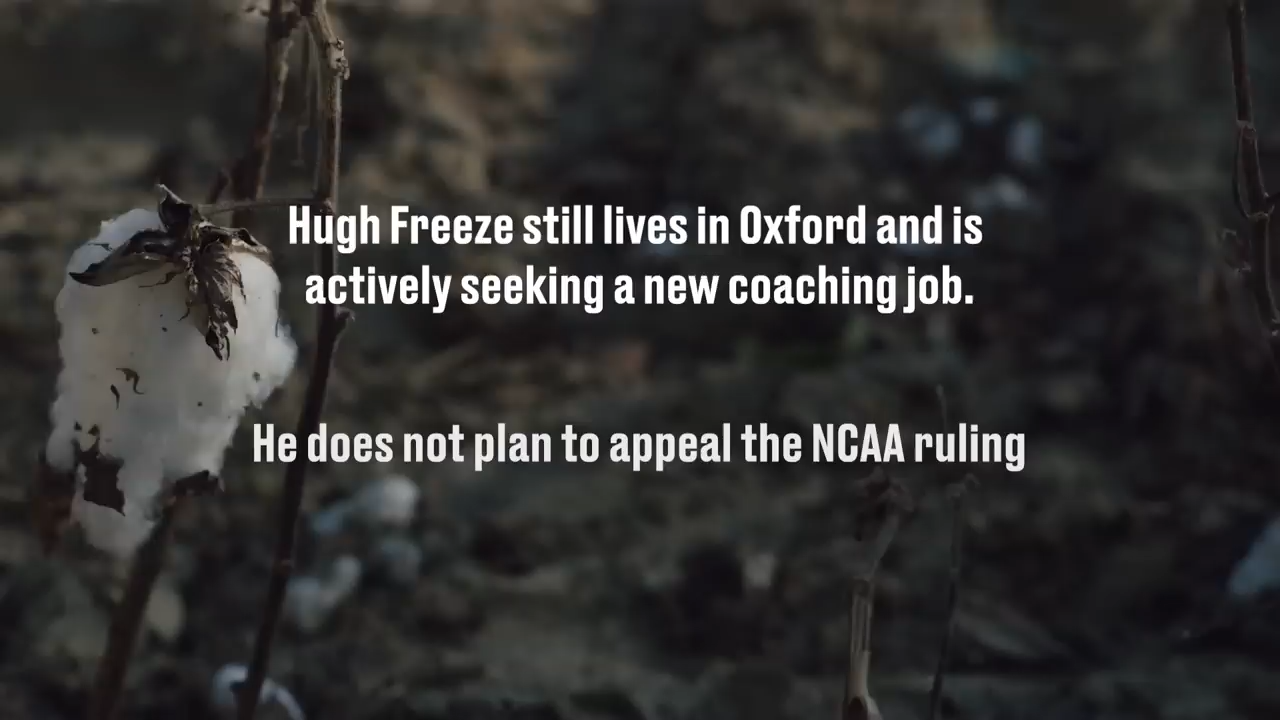 Hugh Freeze still lives in Oxford and is
actively seeking a new coaching job.
He does not plan to appeal the NCAA ruling